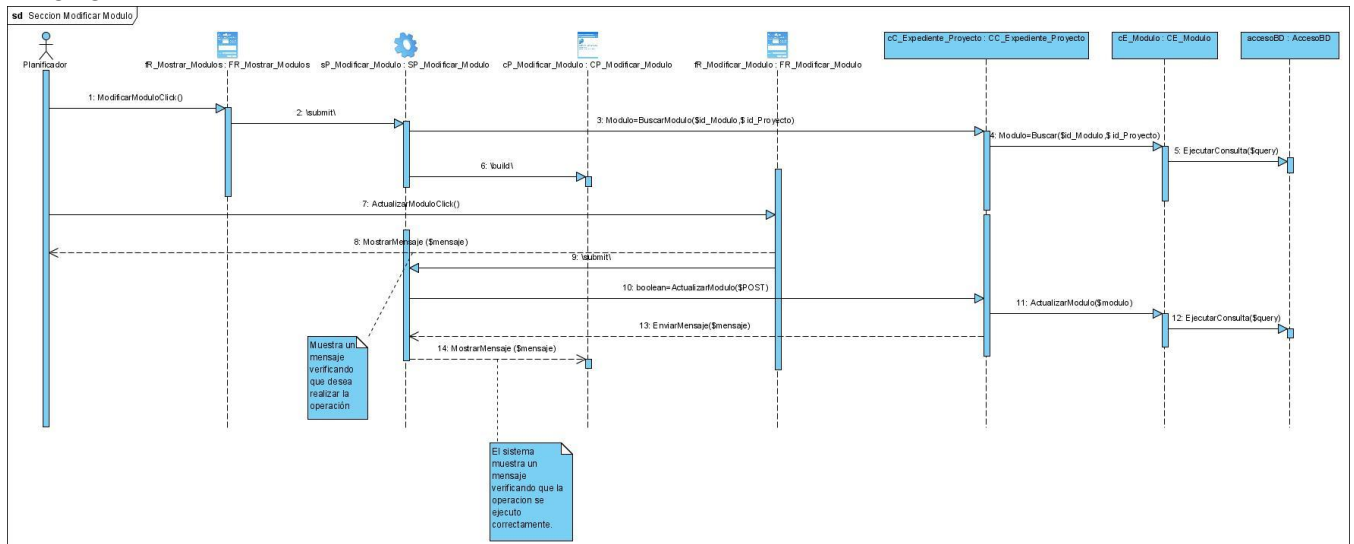 sd Seccion Modificar Modulo
cC_Expediente_Proyecto : CC_Expediente_Proyecto
cE_Modulo : CE_Modulo
accesoBD : AccesoBD
Planificador
fR_Mostrar_Modulos : FR_Mostrar_Modulos
sP_Modificar_Modulo : SP_Modificar_Modulo
cP_Modificar_Modulo : CP_Modificar_Modulo
fR_Modificar_Modulo : FR_Modificar_Modulo
1: ModificarModuloClick()
2: \submit\
3: Modulo=BuscarModulo($id_Modulo,$ id_Proyecto)
4: Modulo=Buscar($id_Modulo,$ id_Proyecto)
5: EjecutarConsulta($query)
6: \build\
7: ActualizarModuloClick()
8: MostrarMensaje ($mensaje)
9: \submit\
10: boolean=ActualizarModulo($POST)
11: ActualizarModulo($modulo)
12: EjecutarConsulta($query)
13: EnviarMensaje($mensaje)
14: MostrarMensaje ($mensaje)
Muestra un
mensaje
verificando
que desea
realizar la
operación
El sistema
muestra un
mensaje
verificando que la
operacion se
ejecuto
correctamente.